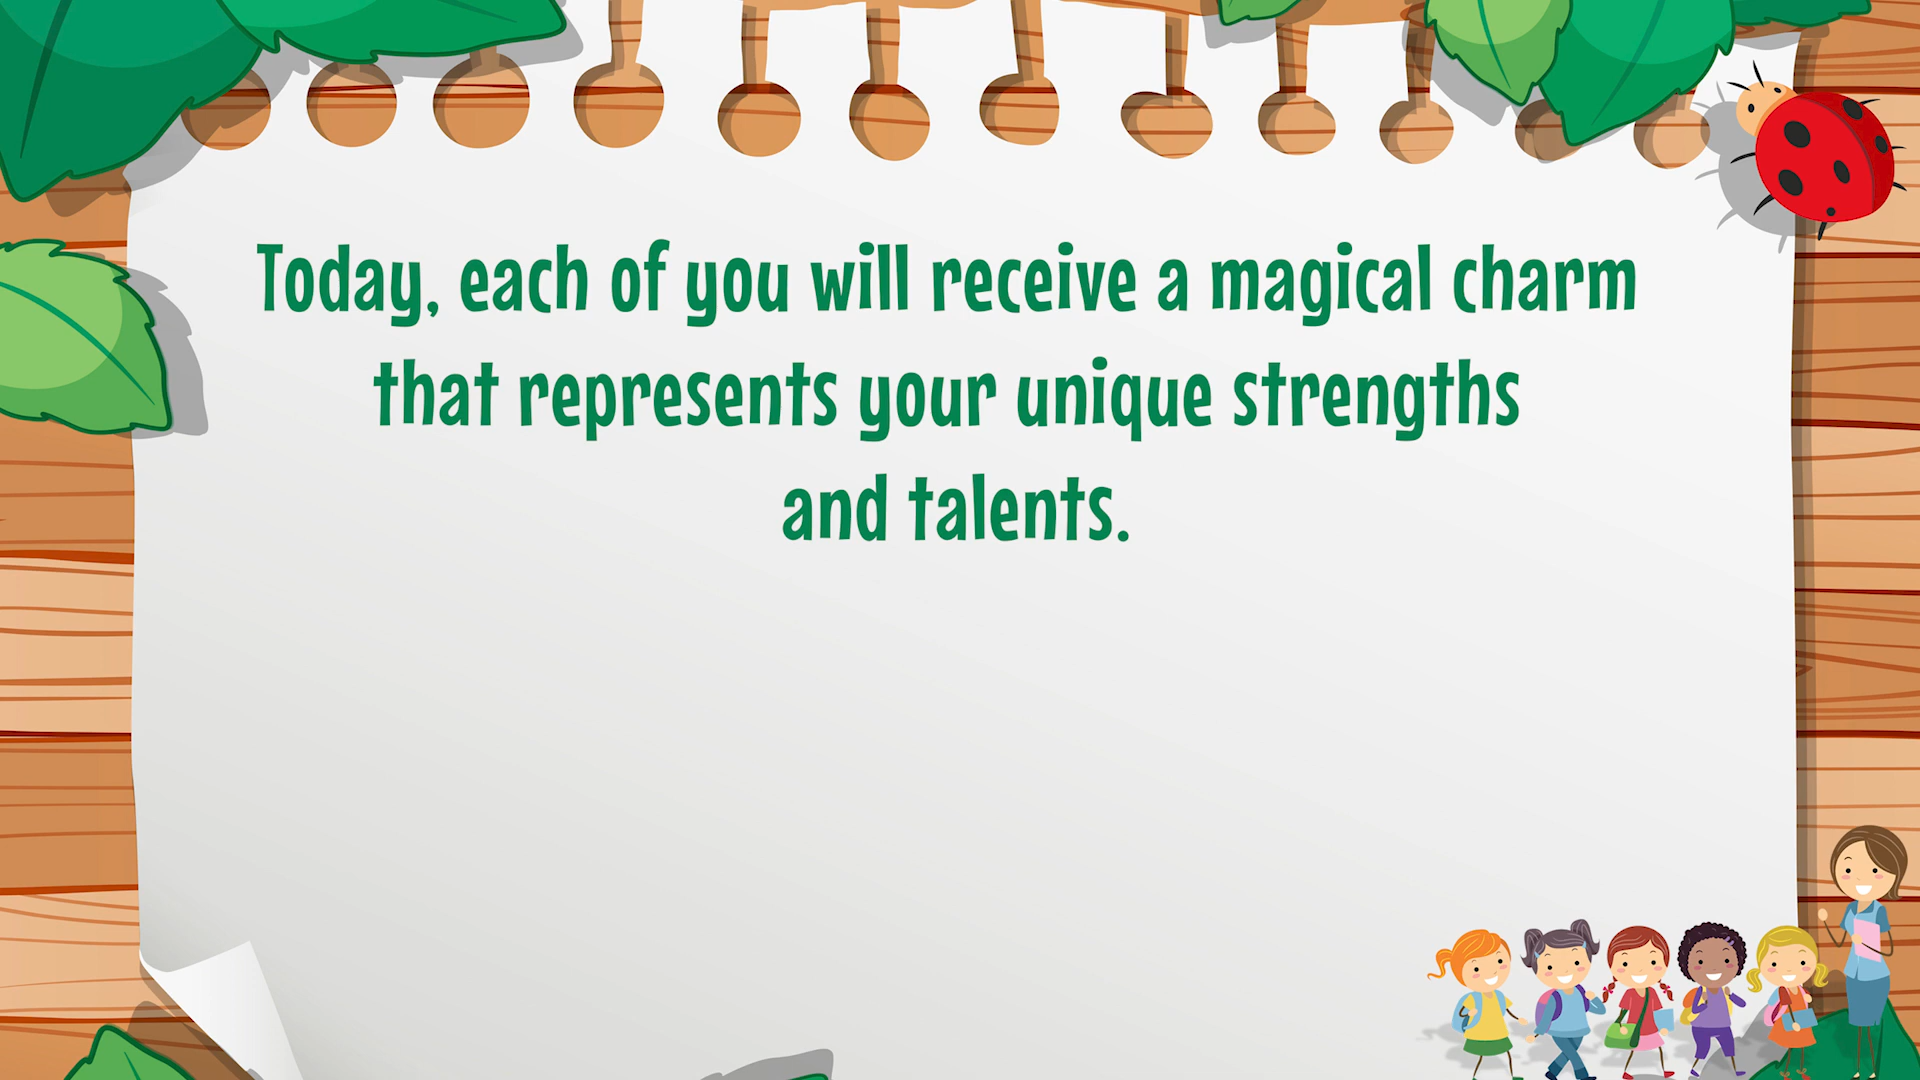 Today, each of you will receive a magical charm
that represents your unique strengths
and talents.